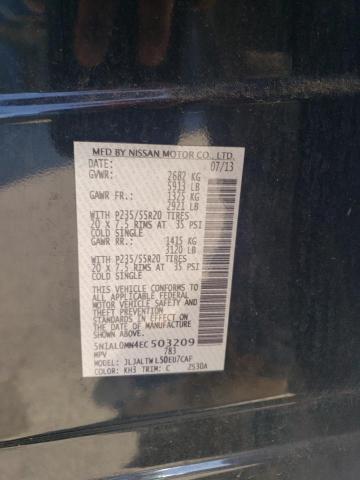 MFD BY NISSAN MOTOR CO., LTD.
DATE: 07/13
GVWR: 2682 KG
5913 LB
GAWR FR: 1325 KG
2921 LB
WITH P235/55R20 TIRES
20 X 7.5 RIMS AT 35 PSI
COLD SINGLE
GAWR RR: 1415 KG
3120 LB
WITH P235/55R20 TIRES
20 X 7.5 RIMS AT 35 PSI
COLD SINGLE
THIS VEHICLE CONFORMS TO ALL
APPLICABLE FEDERAL MOTOR
VEHICLE SAFETY AND THEFT
STANDARDS IN EFFECT ON THE
DATE OF MANUFACTURE SHOWN
ABOVE.
5N1AL0MN4EC503209
MPV 783
MODEL: JLJALTWL50EU7CAF
COLOR: KH3 TRIM: C 2530A